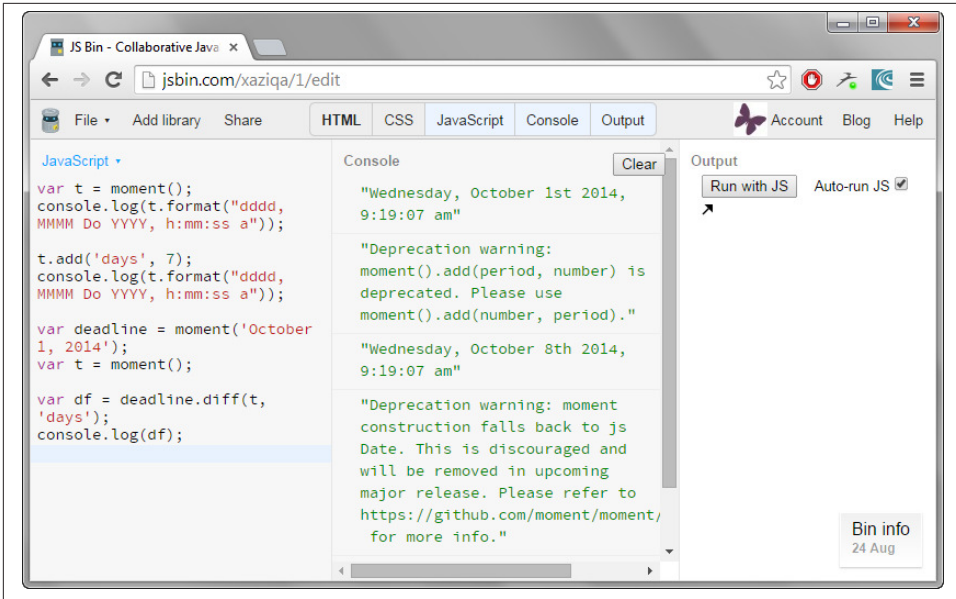 JS Bin - Collaborative Java
jsbin.com/xaziqa/1/edit
File
Add library
Share
HTML
CSS
JavaScript
Console
Output
Account
Blog
Help
JavaScript
var t = moment();
console.log(t.format("dddd,
MMMM Do YYYY, h:mm:ss a"));
t.add('days', 7);
console.log(t.format("dddd,
MMMM Do YYYY, h:mm:ss a"));
var deadline = moment('October
1, 2014');
var t = moment();
var df = deadline.diff(t,
'days');
console.log(df);
Console
Clear
"Wednesday, October 1st 2014,
9:19:07 am"
"Deprecation warning:
moment().add(period, number) is
deprecated. Please use
moment().add(number, period)."
"Wednesday, October 8th 2014,
9:19:07 am"
"Deprecation warning: moment
construction falls back to js
Date. This is discouraged and
will be removed in upcoming
major release. Please refer to
https://github.com/moment/moment/
for more info."
Output
Run with JS
Auto-run JS
Bin info
24 Aug